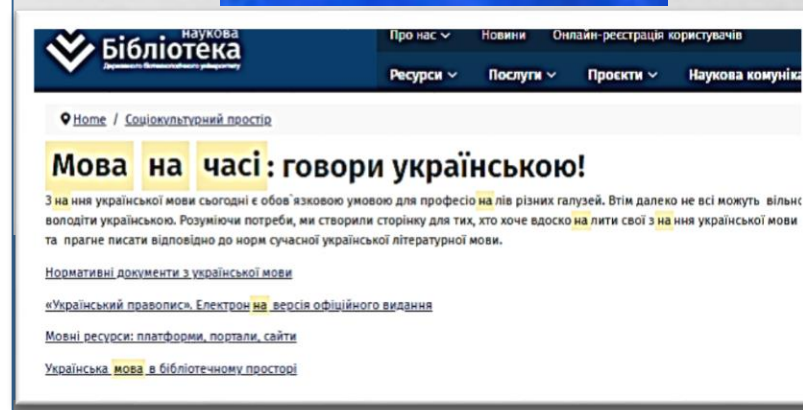 наукова
Бібліотека
Про нас Новини Онлайн-реєстрація користувачів
Ресурси Послуги Проєкти Наукова комуніка
Home / Соціокультурний простір
Мова на часі: говори українською!
З на ння української мови сьогодні є обов`язковою умовою для професіо на лів різних галузей. Втім далеко не всі можуть вільно
володіти українською. Розуміючи потреби, ми створили сторінку для тих, хто хоче вдоско на лити свої з на ння української мови
та прагне писати відповідно до норм сучасної української літературної мови.
Нормативні документи з української мови
«Український правопис». Електрон на версія офіційного видання
Мовні ресурси: платформи, портали, сайти
Українська мова в бібліотечному просторі